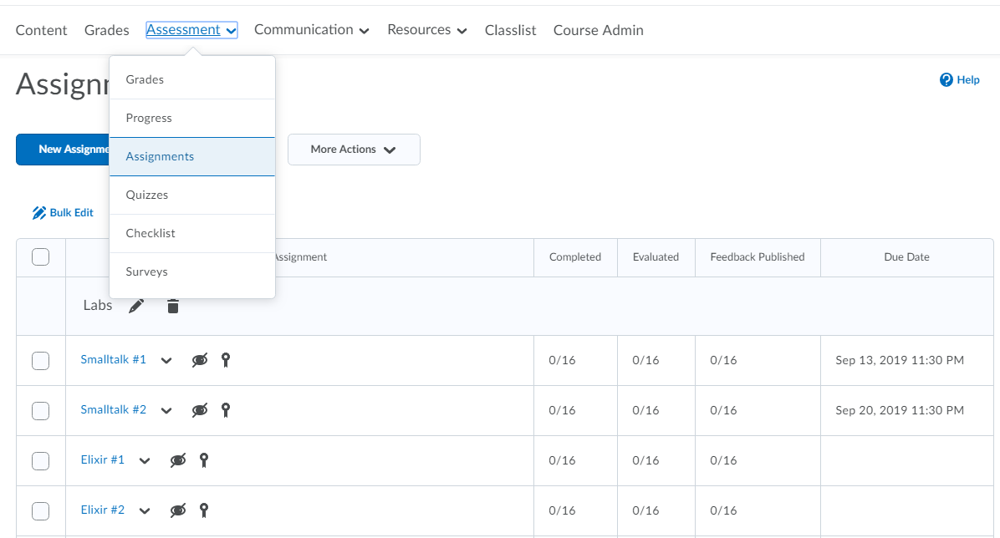 Content Grades Assessment Communication Resources Classlist Course Admin
Assignm
Help
Grades
Progress
Assignments
Quizzes
Checklist
Surveys
New Assignme
More Actions
Bulk Edit
Assignment Completed Evaluated Feedback Published Due Date
Labs
Smalltalk #1 0/16 0/16 0/16 Sep 13, 2019 11:30 PM
Smalltalk #2 0/16 0/16 0/16 Sep 20, 2019 11:30 PM
Elixir #1 0/16 0/16 0/16
Elixir #2 0/16 0/16 0/16